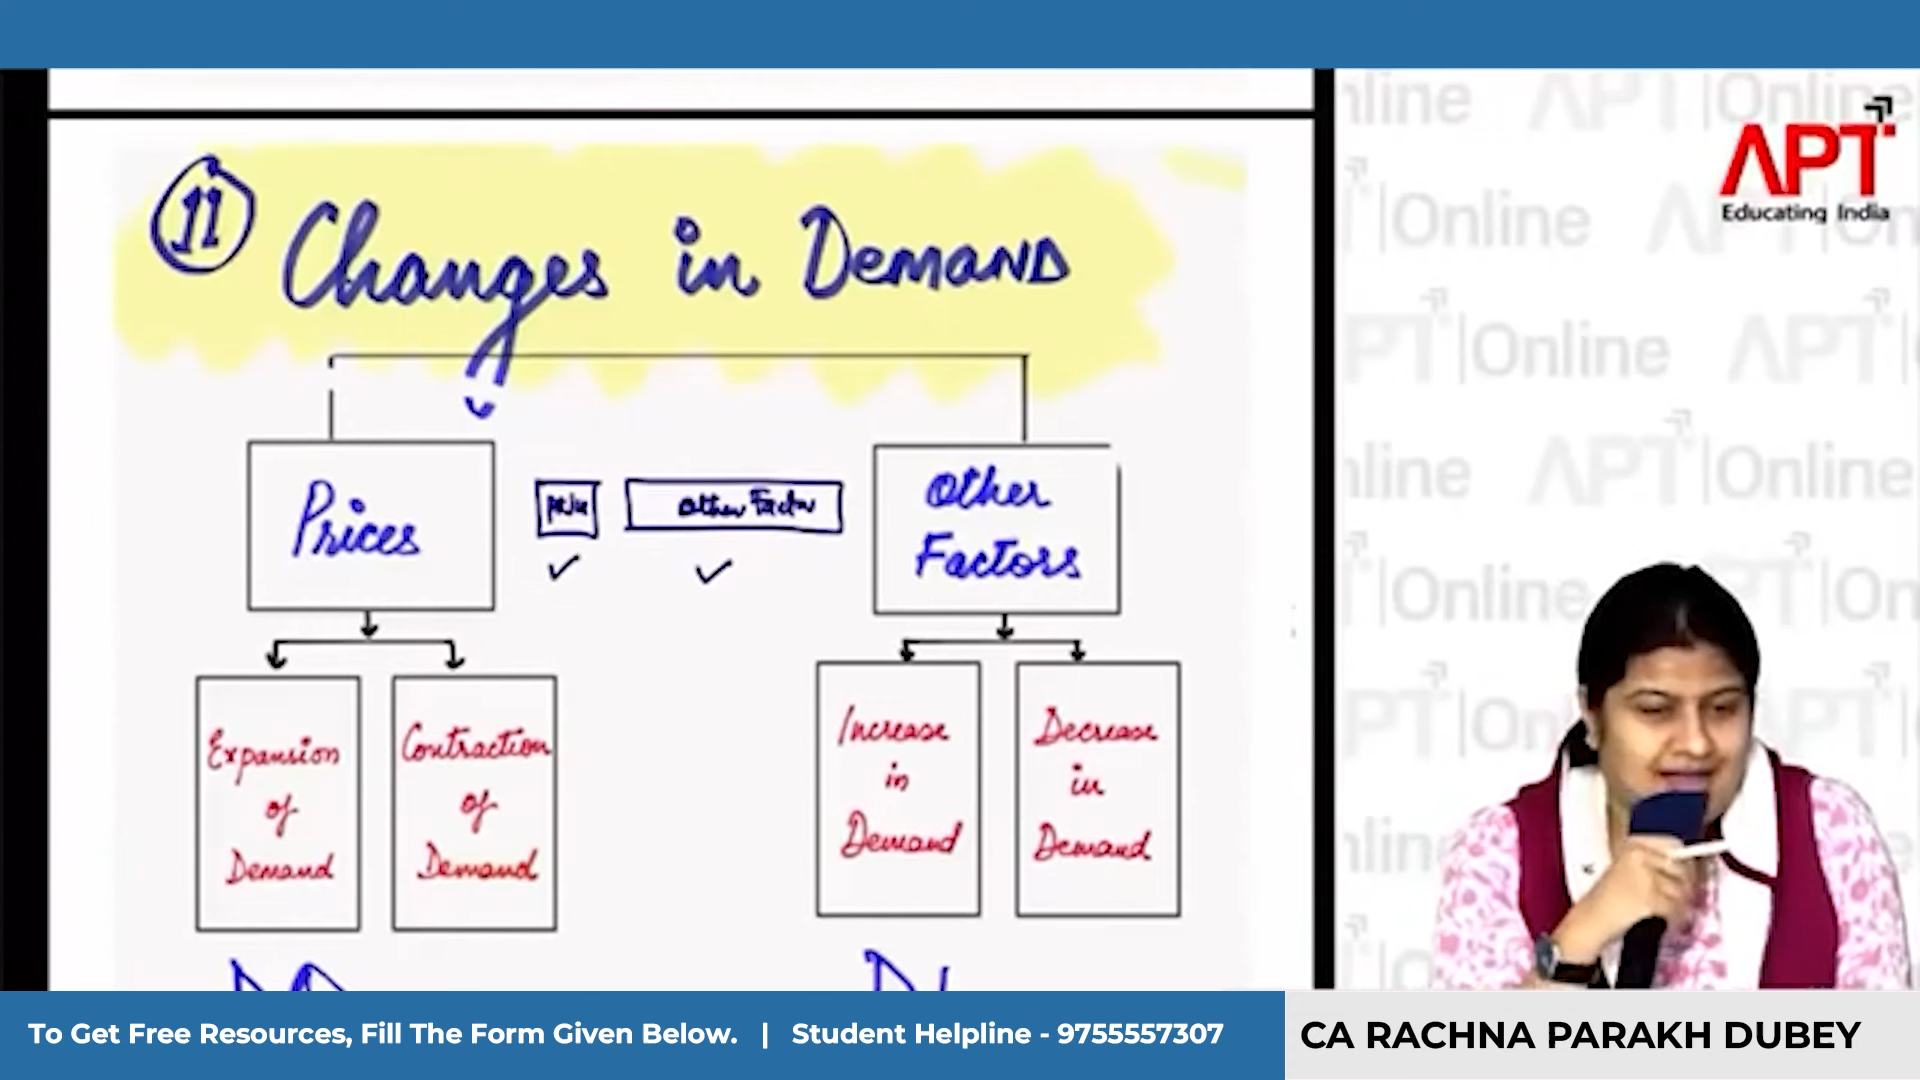 11 Changes in Demand
Prices
Price
Other Factor
Other
Factors
Expansion
of
Demand
Contraction
of
Demand
Increase
in
Demand
Decrease
in
Demand
APT
Educating India
APT|Online
To Get Free Resources, Fill The Form Given Below. | Student Helpline - 9755557307
CA RACHNA PARAKH DUBEY